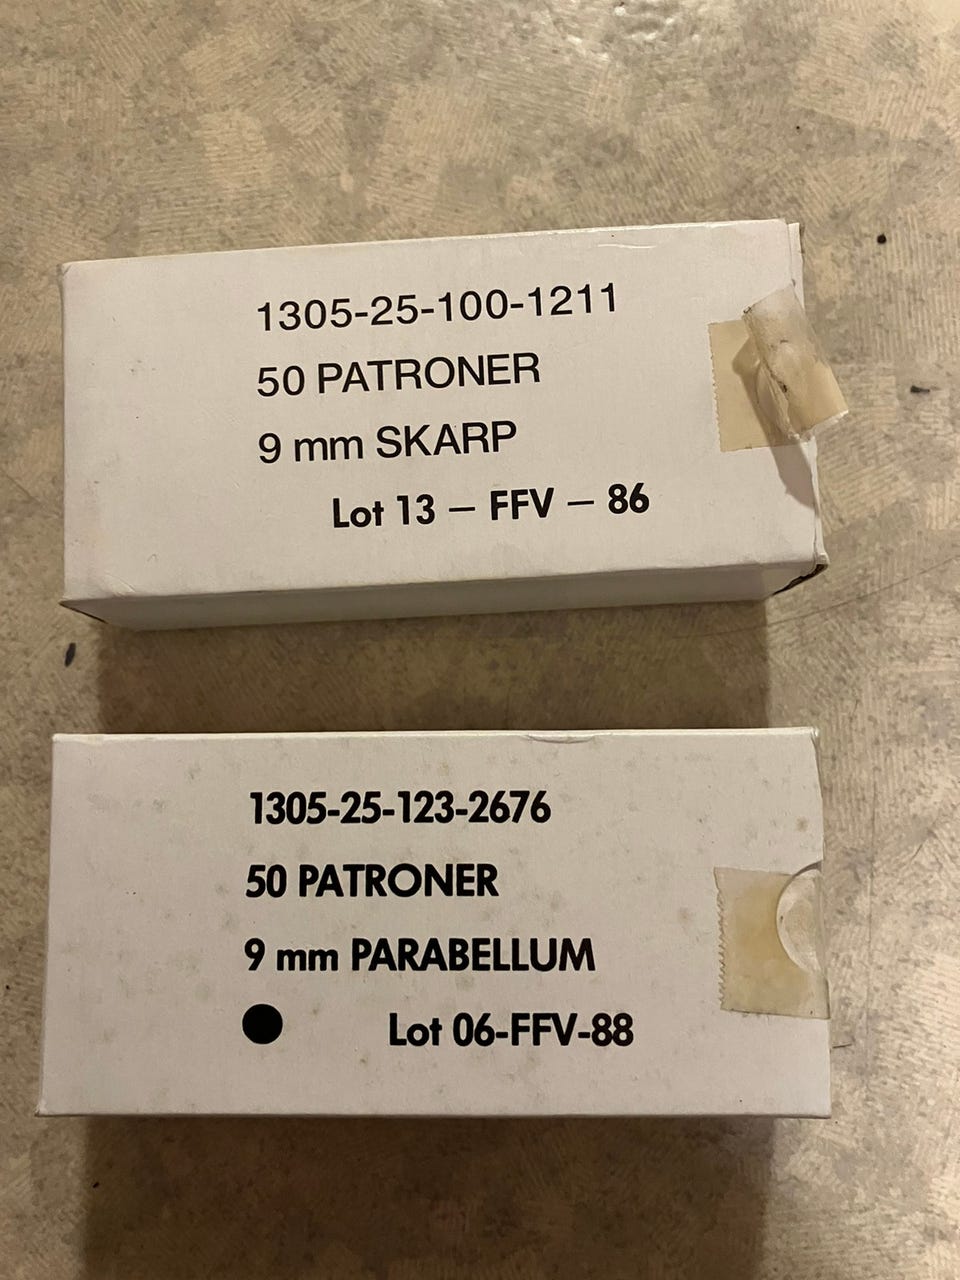 1305-25-100-1211
50 PATRONER
9 mm SKARP
Lot 13 — FFV — 86
1305-25-123-2676
50 PATRONER
9 mm PARABELLUM
Lot 06-FFV-88